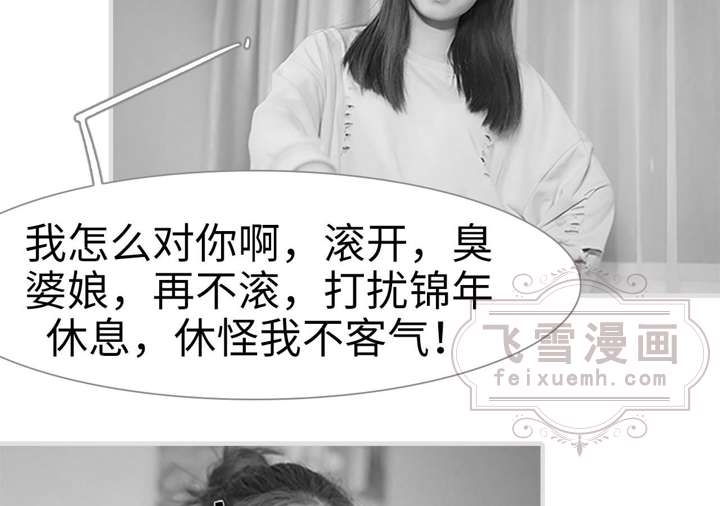 我怎么对你啊，滚开，臭
婆娘，再不滚，打扰锦年
休息，休怪我不客气！
飞雪漫画
feixuemh.com